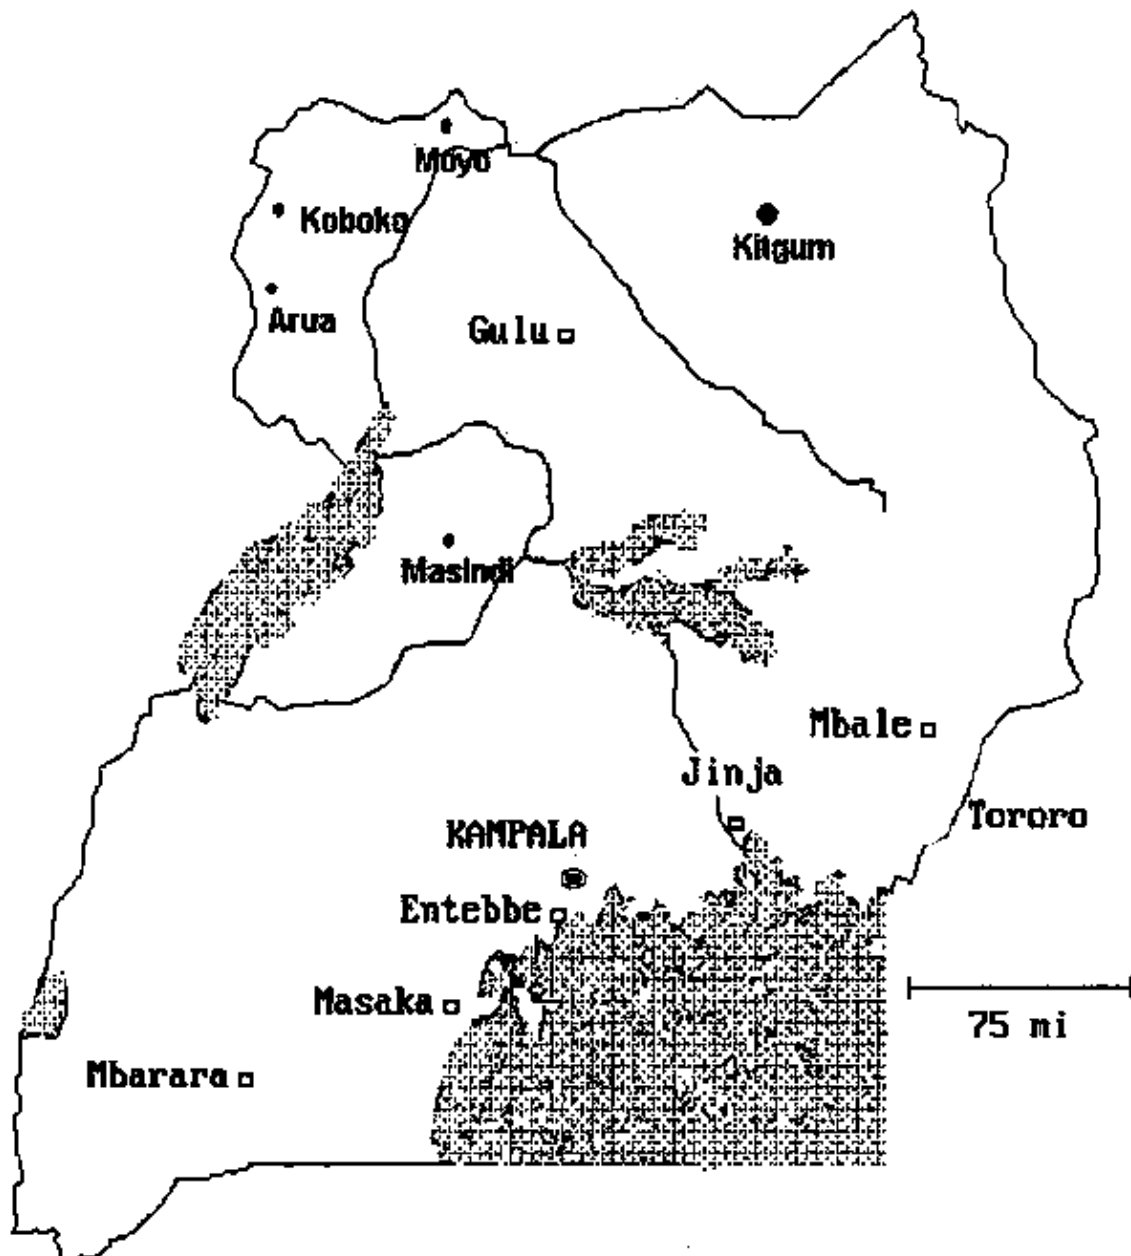 Moyo
Koboko
Kitgum
Arua
Gulu
Masindi
Mbale
Jinja
Tororo
KAMPALA
Entebbe
Masaka
75 mi
Mbarara